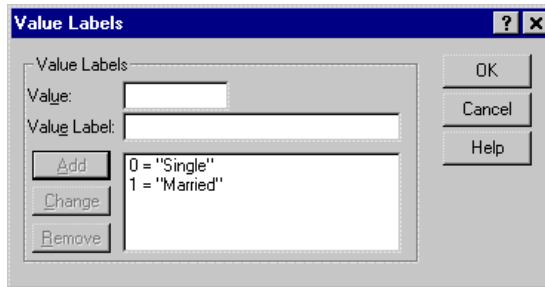 Value Labels
Value Labels
OK
Value:
Cancel
Value Label:
Help
Add
0 = "Single"
1 = "Married"
Change
Remove